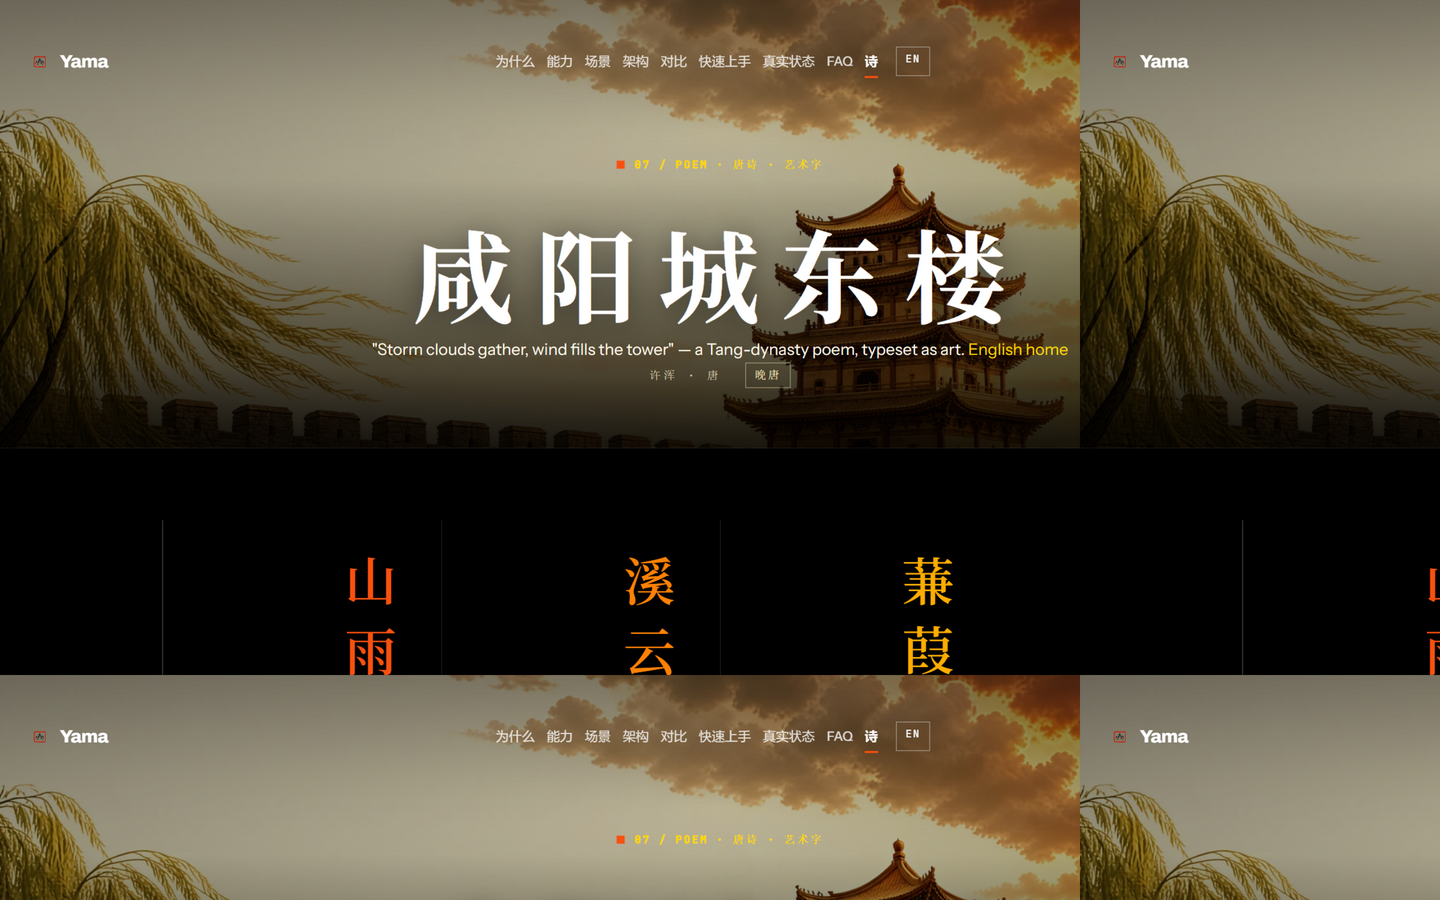 Yama
为什么 能力 场景 架构 对比 快速上手 真实状态 FAQ 诗 EN
Yama
07 / POEM · 唐诗 · 艺术字
咸阳城东楼
"Storm clouds gather, wind fills the tower" — a Tang-dynasty poem, typeset as art. English home
许浑 · 唐 晚唐
山雨
溪云
蒹葭
Yama
为什么 能力 场景 架构 对比 快速上手 真实状态 FAQ 诗 EN
Yama
07 / POEM · 唐诗 · 艺术字